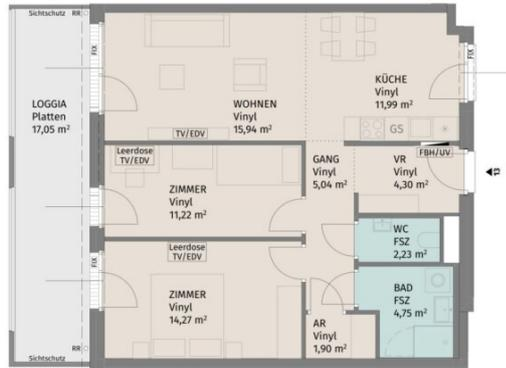 Sichtschutz
RR
FIX
LOGGIA
Platten
17,05 m²
WOHNEN
Vinyl
15,94 m²
KÜCHE
Vinyl
11,99 m²
FIX
GS
TV/EDV
FBH/UV
Leerdose
TV/EDV
GANG
Vinyl
5,04 m²
VR
Vinyl
4,30 m²
13
ZIMMER
Vinyl
11,22 m²
WC
FSZ
2,23 m²
Leerdose
TV/EDV
FIX
ZIMMER
Vinyl
14,27 m²
BAD
FSZ
4,75 m²
AR
Vinyl
1,90 m²
RR
Sichtschutz